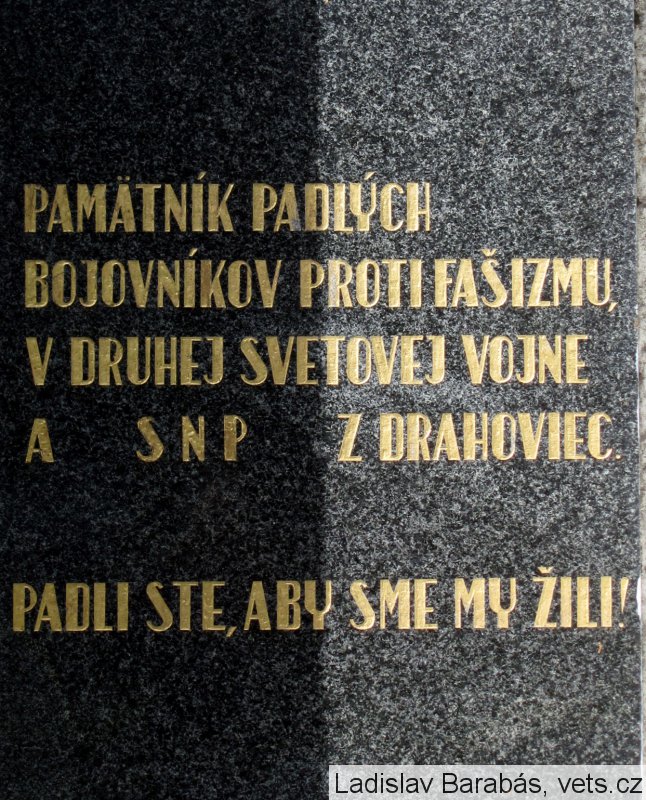 PAMÄTNÍK PADLÝCH
BOJOVNÍKOV PROTI FAŠIZMU,
V DRUHEJ SVETOVEJ VOJNE
A SNP Z DRAHOVIEC.
PADLI STE, ABY SME MY ŽILI!
Ladislav Barabás, vets.cz